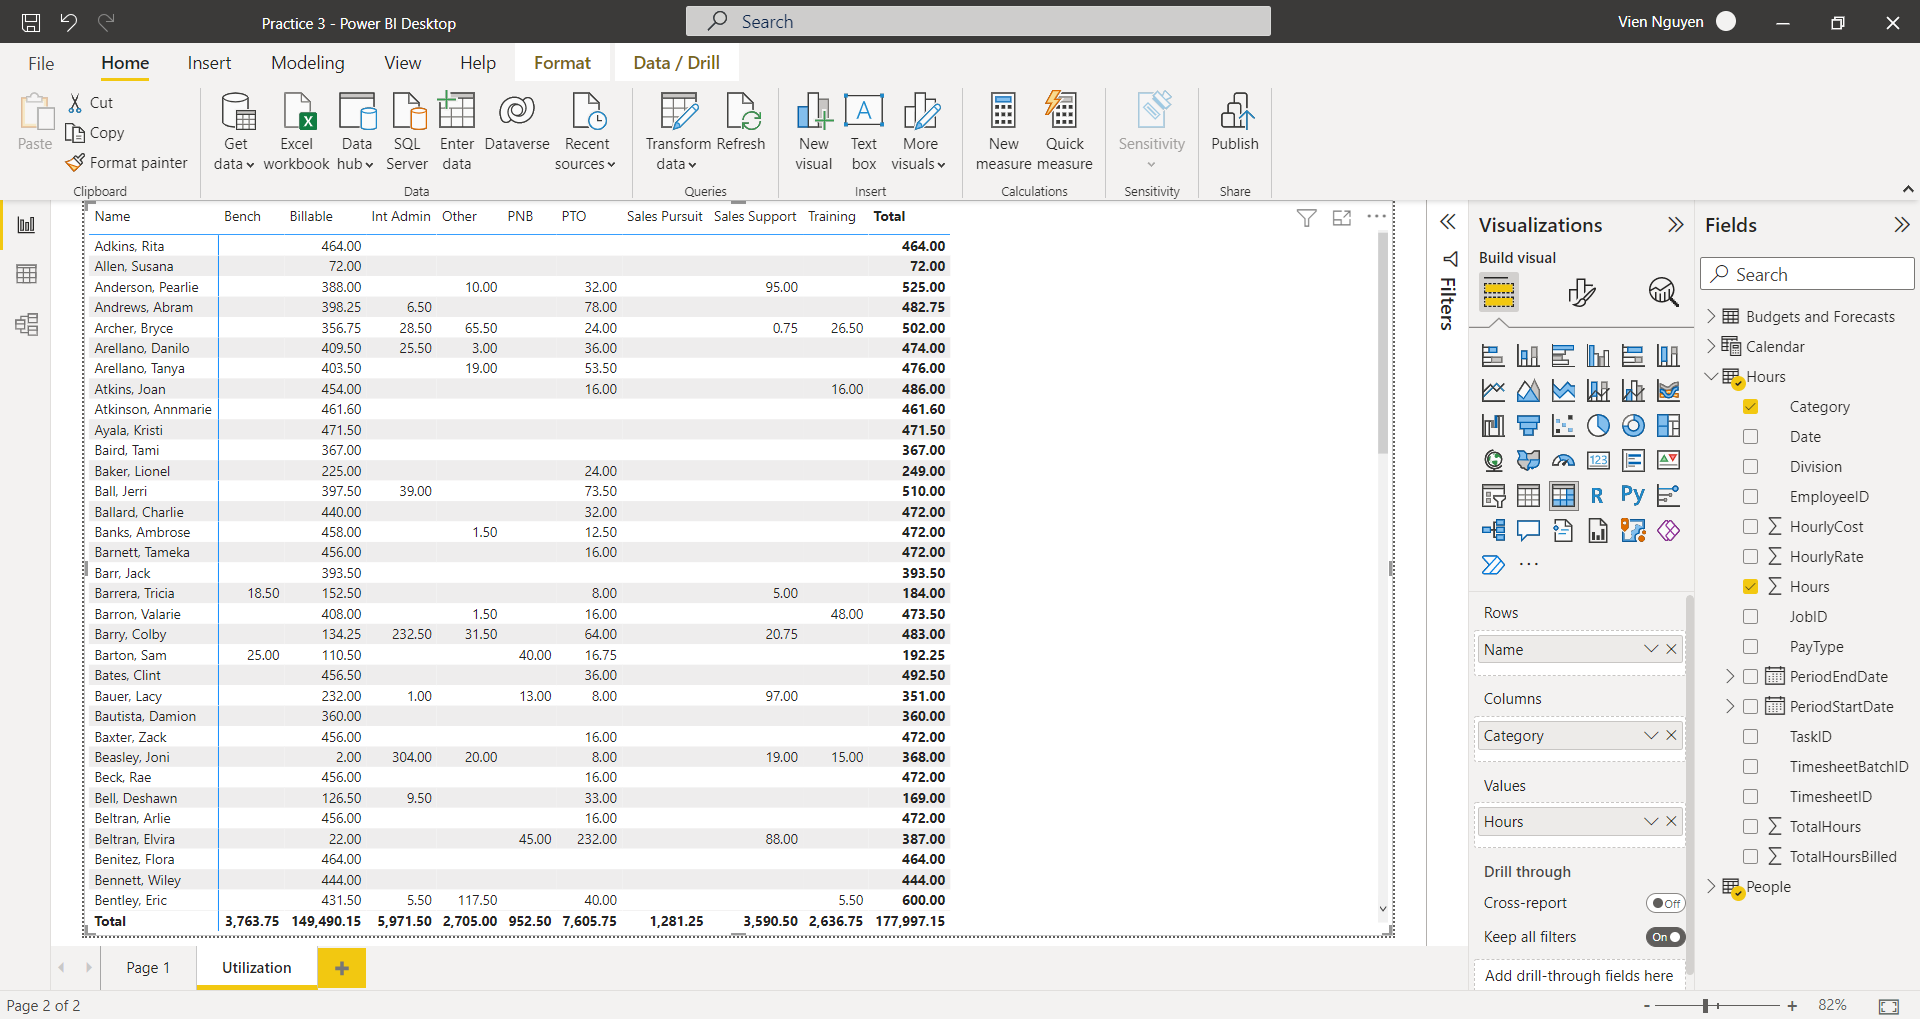 Practice 3 - Power BI Desktop
Search
Vien Nguyen
File Home Insert Modeling View Help Format Data / Drill
Paste
Cut
Copy
Format painter
Clipboard
Get data
Excel workbook
Data hub
SQL Server
Enter data
Dataverse
Recent sources
Data
Transform data
Refresh
Queries
New visual
Text box
More visuals
Insert
New measure
Quick measure
Calculations
Sensitivity
Sensitivity
Publish
Share
Name Bench Billable Int Admin Other PNB PTO Sales Pursuit Sales Support Training Total
Adkins, Rita 464.00 464.00
Allen, Susana 72.00 72.00
Anderson, Pearlie 388.00 10.00 32.00 95.00 525.00
Andrews, Abram 398.25 6.50 78.00 482.75
Archer, Bryce 356.75 28.50 65.50 24.00 0.75 26.50 502.00
Arellano, Danilo 409.50 25.50 3.00 36.00 474.00
Arellano, Tanya 403.50 19.00 53.50 476.00
Atkins, Joan 454.00 16.00 16.00 486.00
Atkinson, Annmarie 461.60 461.60
Ayala, Kristi 471.50 471.50
Baird, Tami 367.00 367.00
Baker, Lionel 225.00 24.00 249.00
Ball, Jerri 397.50 39.00 73.50 510.00
Ballard, Charlie 440.00 32.00 472.00
Banks, Ambrose 458.00 1.50 12.50 472.00
Barnett, Tameka 456.00 16.00 472.00
Barr, Jack 393.50 393.50
Barrera, Tricia 18.50 152.50 8.00 5.00 184.00
Barron, Valarie 408.00 1.50 16.00 48.00 473.50
Barry, Colby 134.25 232.50 31.50 64.00 20.75 483.00
Barton, Sam 25.00 110.50 40.00 16.75 192.25
Bates, Clint 456.50 36.00 492.50
Bauer, Lacy 232.00 1.00 13.00 8.00 97.00 351.00
Bautista, Damion 360.00 360.00
Baxter, Zack 456.00 16.00 472.00
Beasley, Joni 2.00 304.00 20.00 8.00 19.00 15.00 368.00
Beck, Rae 456.00 16.00 472.00
Bell, Deshawn 126.50 9.50 33.00 169.00
Beltran, Arlie 456.00 16.00 472.00
Beltran, Elvira 22.00 45.00 232.00 88.00 387.00
Benitez, Flora 464.00 464.00
Bennett, Wiley 444.00 444.00
Bentley, Eric 431.50 5.50 117.50 40.00 5.50 600.00
Total 3,763.75 149,490.15 5,971.50 2,705.00 952.50 7,605.75 1,281.25 3,590.50 2,636.75 177,997.15
Filters
Visualizations
Build visual
123
R
Py
Rows
Name
Columns
Category
Values
Hours
Drill through
Cross-report Off
Keep all filters On
Add drill-through fields here
Fields
Search
Budgets and Forecasts
Calendar
Hours
Category
Date
Division
EmployeeID
HourlyCost
HourlyRate
Hours
JobID
PayType
PeriodEndDate
PeriodStartDate
TaskID
TimesheetBatchID
TimesheetID
TotalHours
TotalHoursBilled
People
Page 1 Utilization +
Page 2 of 2
- + 82%